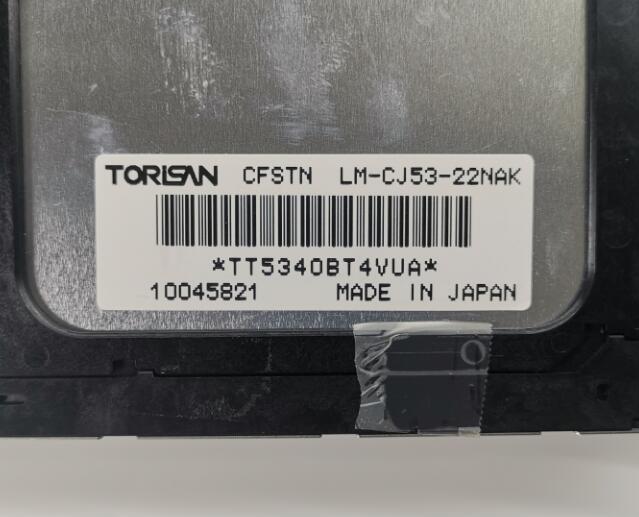 TORISAN CFSTN LM-CJ53-22NAK
*TT5340BT4VUA*
10045821 MADE IN JAPAN